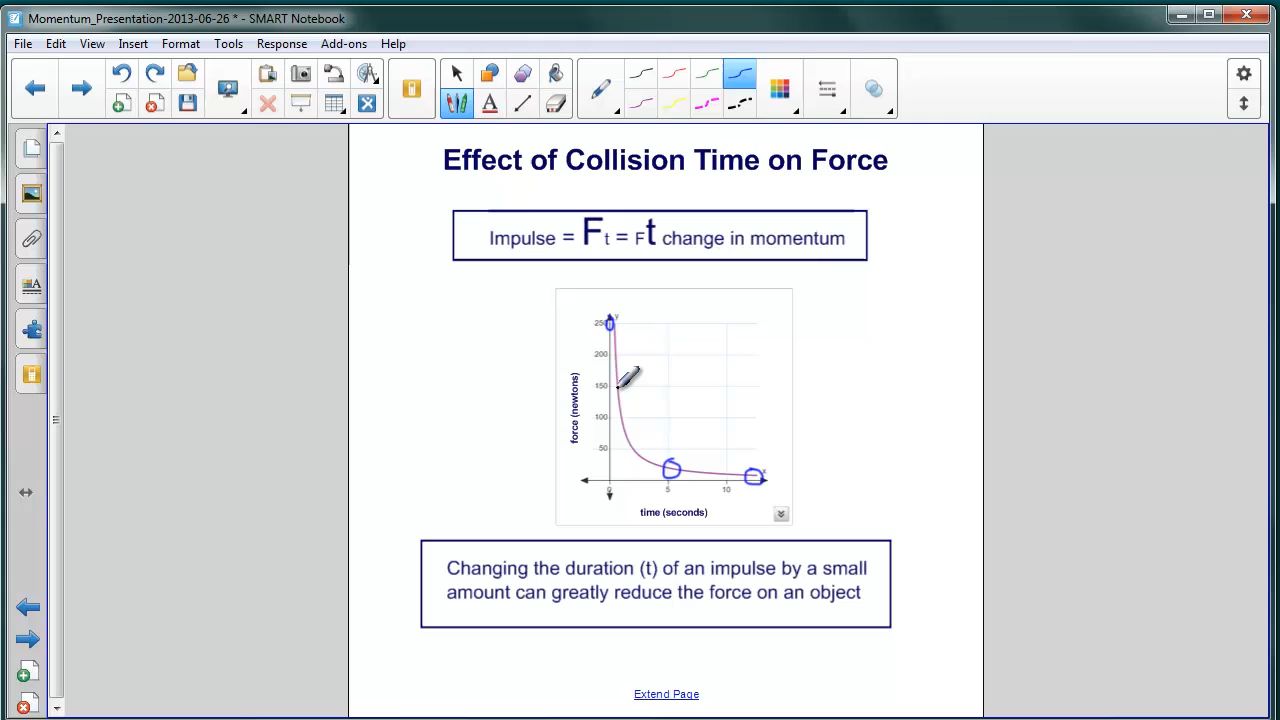 Momentum_Presentation-2013-06-26 * - SMART Notebook
File Edit View Insert Format Tools Response Add-ons Help
Effect of Collision Time on Force
Impulse = Ft = Ft change in momentum
y
250
200
150
100
50
force (newtons)
x
0 5 10
time (seconds)
Changing the duration (t) of an impulse by a small
amount can greatly reduce the force on an object
Extend Page